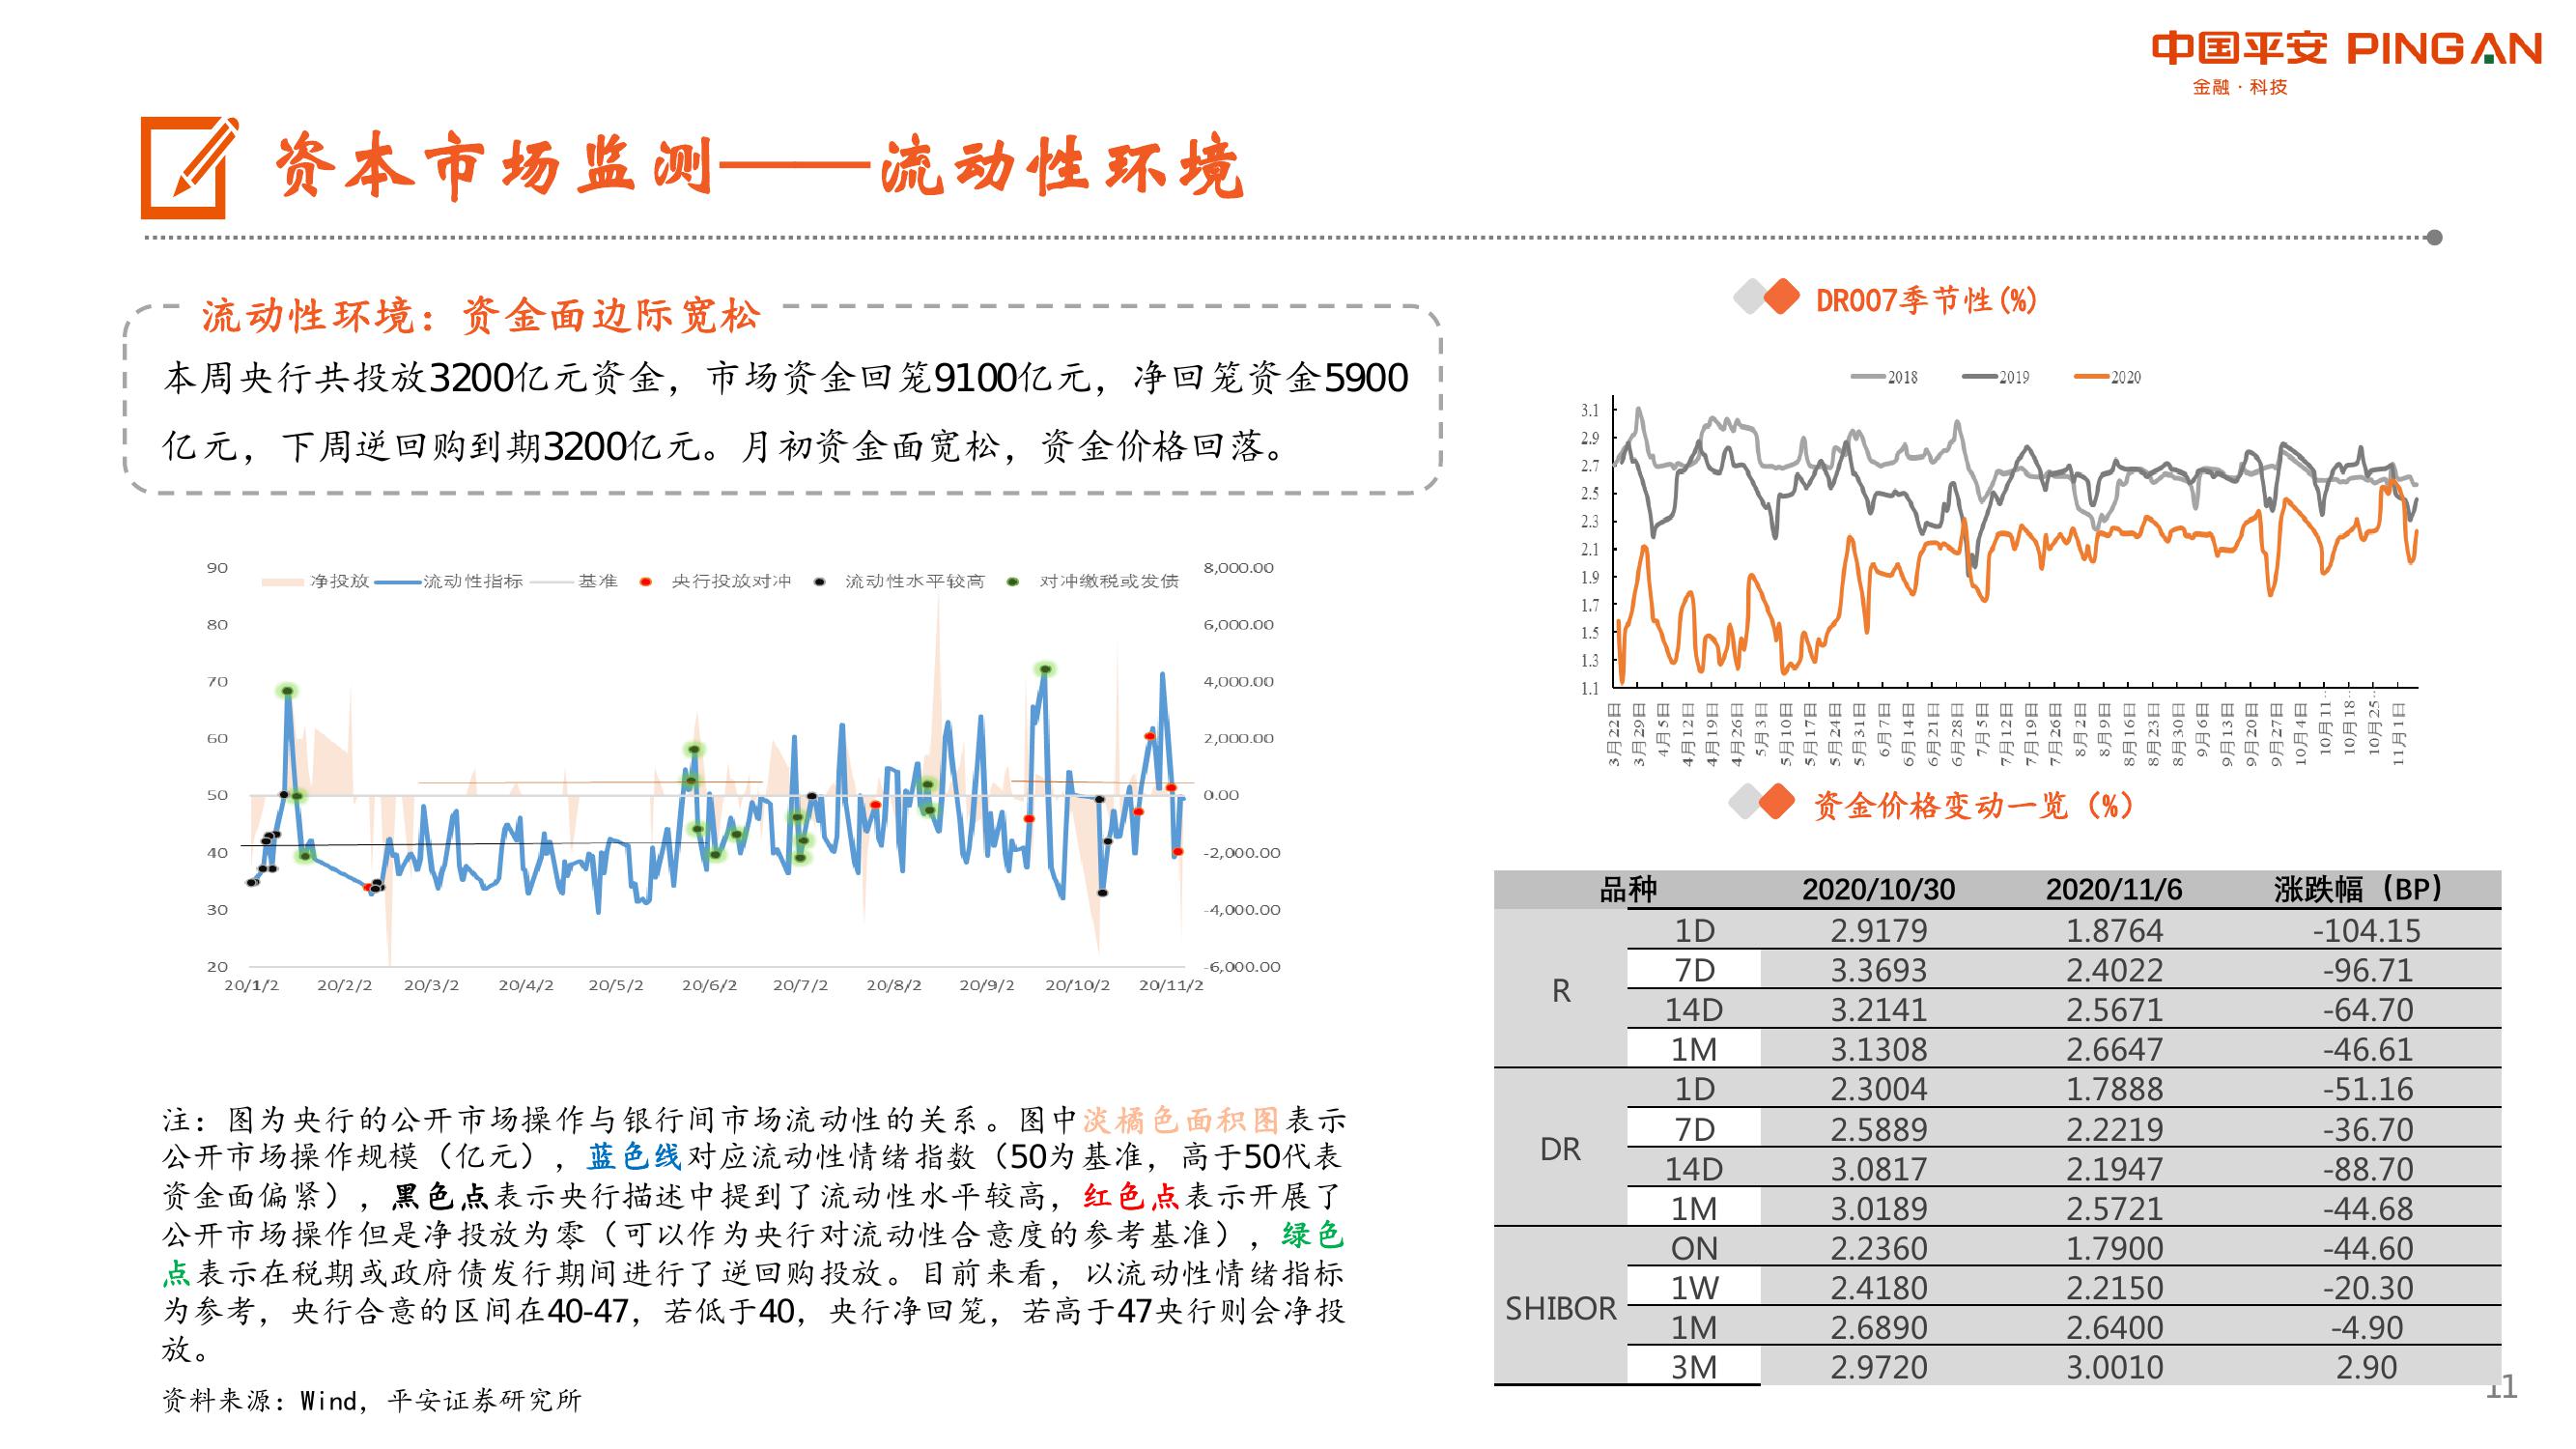 中国平安 PINGAN
金融·科技
资本市场监测——流动性环境
流动性环境：资金面边际宽松
本周央行共投放3200亿元资金，市场资金回笼9100亿元，净回笼资金5900
亿元，下周逆回购到期3200亿元。月初资金面宽松，资金价格回落。
净投放 流动性指标 基准 央行投放对冲 流动性水平较高 对冲缴税或发债
90
80
70
60
50
40
30
20
8,000.00
6,000.00
4,000.00
2,000.00
0.00
-2,000.00
-4,000.00
-6,000.00
20/1/2 20/2/2 20/3/2 20/4/2 20/5/2 20/6/2 20/7/2 20/8/2 20/9/2 20/10/2 20/11/2
注：图为央行的公开市场操作与银行间市场流动性的关系。图中淡橘色面积图表示
公开市场操作规模（亿元），蓝色线对应流动性情绪指数（50为基准，高于50代表
资金面偏紧），黑色点表示央行描述中提到了流动性水平较高，红色点表示开展了
公开市场操作但是净投放为零（可以作为央行对流动性合意度的参考基准），绿色
点表示在税期或政府债发行期间进行了逆回购投放。目前来看，以流动性情绪指标
为参考，央行合意的区间在40-47，若低于40，央行净回笼，若高于47央行则会净投
放。
资料来源：Wind，平安证券研究所
DR007季节性(%)
2018 2019 2020
3.1
2.9
2.7
2.5
2.3
2.1
1.9
1.7
1.5
1.3
1.1
3月22日 3月29日 4月5日 4月12日 4月19日 4月26日 5月3日 5月10日 5月17日 5月24日 5月31日 6月7日 6月14日 6月21日 6月28日 7月5日 7月12日 7月19日 7月26日 8月2日 8月9日 8月16日 8月23日 8月30日 9月6日 9月13日 9月20日 9月27日 10月4日 10月11… 10月18… 10月25… 11月1日
资金价格变动一览（%）
品种 2020/10/30 2020/11/6 涨跌幅（BP）
R
1D 2.9179 1.8764 -104.15
7D 3.3693 2.4022 -96.71
14D 3.2141 2.5671 -64.70
1M 3.1308 2.6647 -46.61
DR
1D 2.3004 1.7888 -51.16
7D 2.5889 2.2219 -36.70
14D 3.0817 2.1947 -88.70
1M 3.0189 2.5721 -44.68
SHIBOR
ON 2.2360 1.7900 -44.60
1W 2.4180 2.2150 -20.30
1M 2.6890 2.6400 -4.90
3M 2.9720 3.0010 2.90
11